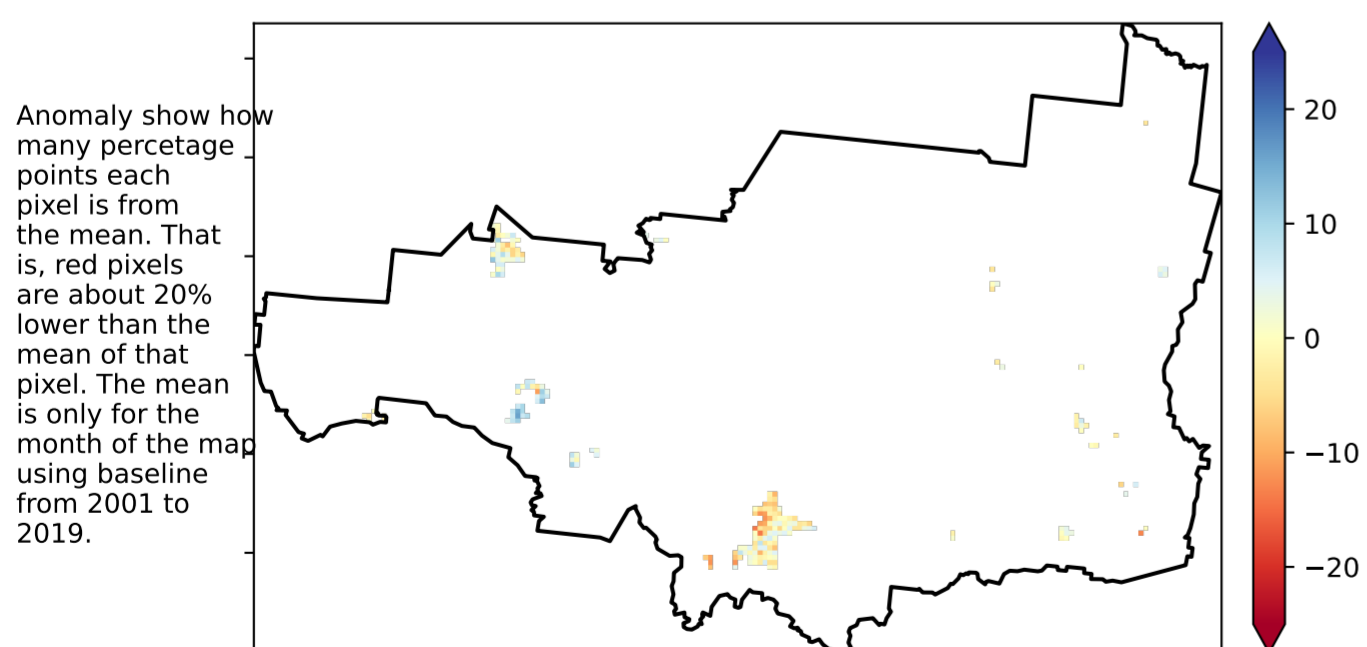 Anomaly show how
many percetage
points each
pixel is from
the mean. That
is, red pixels
are about 20%
lower than the
mean of that
pixel. The mean
is only for the
month of the map
using baseline
from 2001 to
2019.
20
10
0
−10
−20